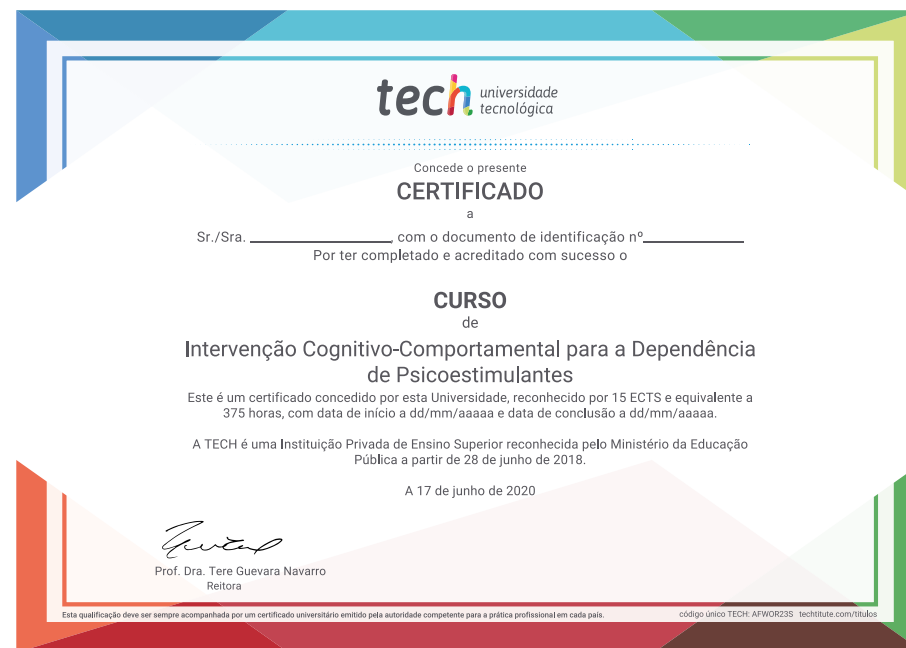 tech universidade
tecnológica
Concede o presente
CERTIFICADO
a
Sr./Sra. ____________________, com o documento de identificação nº______________
Por ter completado e acreditado com sucesso o
CURSO
de
Intervenção Cognitivo-Comportamental para a Dependência
de Psicoestimulantes
Este é um certificado concedido por esta Universidade, reconhecido por 15 ECTS e equivalente a
375 horas, com data de início a dd/mm/aaaaa e data de conclusão a dd/mm/aaaaa.
A TECH é uma Instituição Privada de Ensino Superior reconhecida pelo Ministério da Educação
Pública a partir de 28 de junho de 2018.
A 17 de junho de 2020
Prof. Dra. Tere Guevara Navarro
Reitora
Esta qualificação deve ser sempre acompanhada por um certificado universitário emitido pela autoridade competente para a prática profissional em cada país.
código único TECH: AFWOR23S techtitute.com/titulos